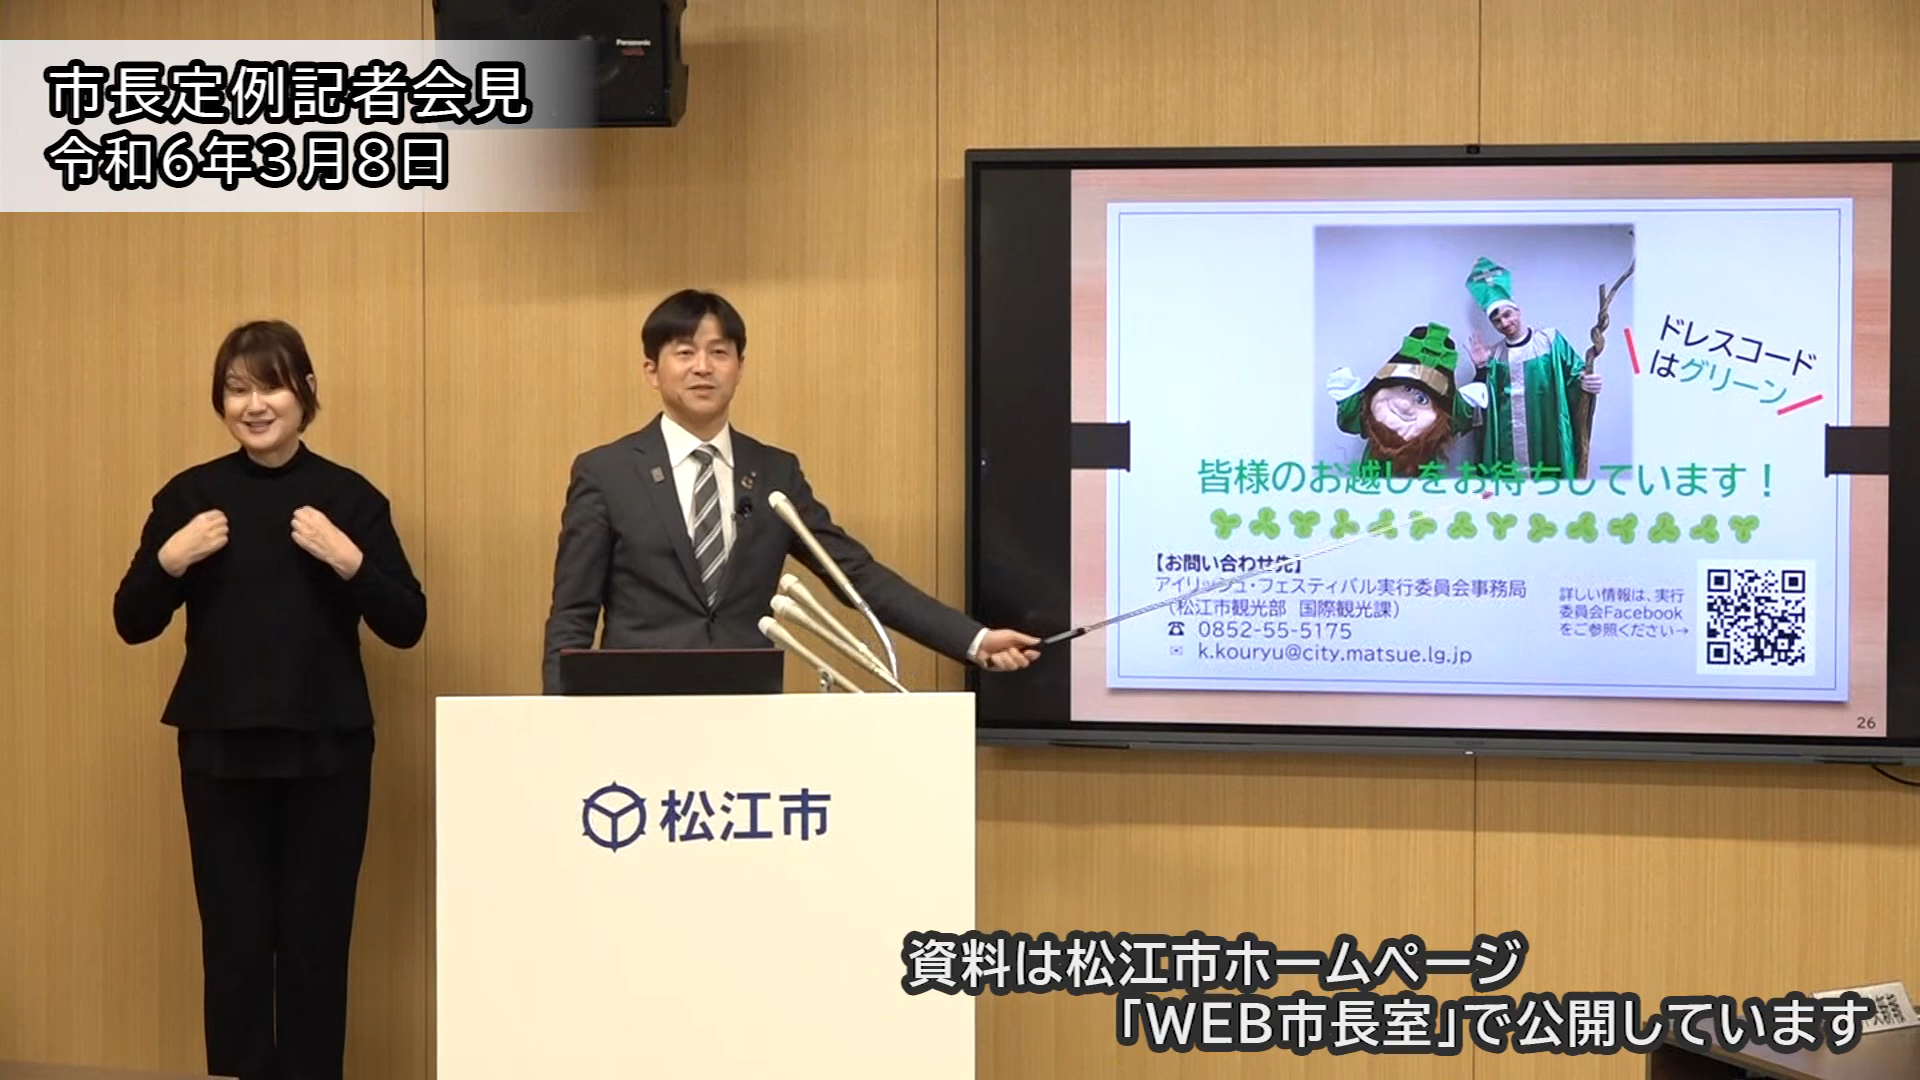 市長定例記者会見
令和6年3月8日
Panasonic
ドレスコード
はグリーン
皆様のお越しをお待ちしています！
【お問い合わせ先】
アイリッシュ・フェスティバル実行委員会事務局
（松江市観光部 国際観光課）
☎ 0852-55-5175
✉ k.kouryu@city.matsue.lg.jp
詳しい情報は、実行
委員会Facebook
をご参照ください→
26
松江市
資料は松江市ホームページ
「WEB市長室」で公開しています